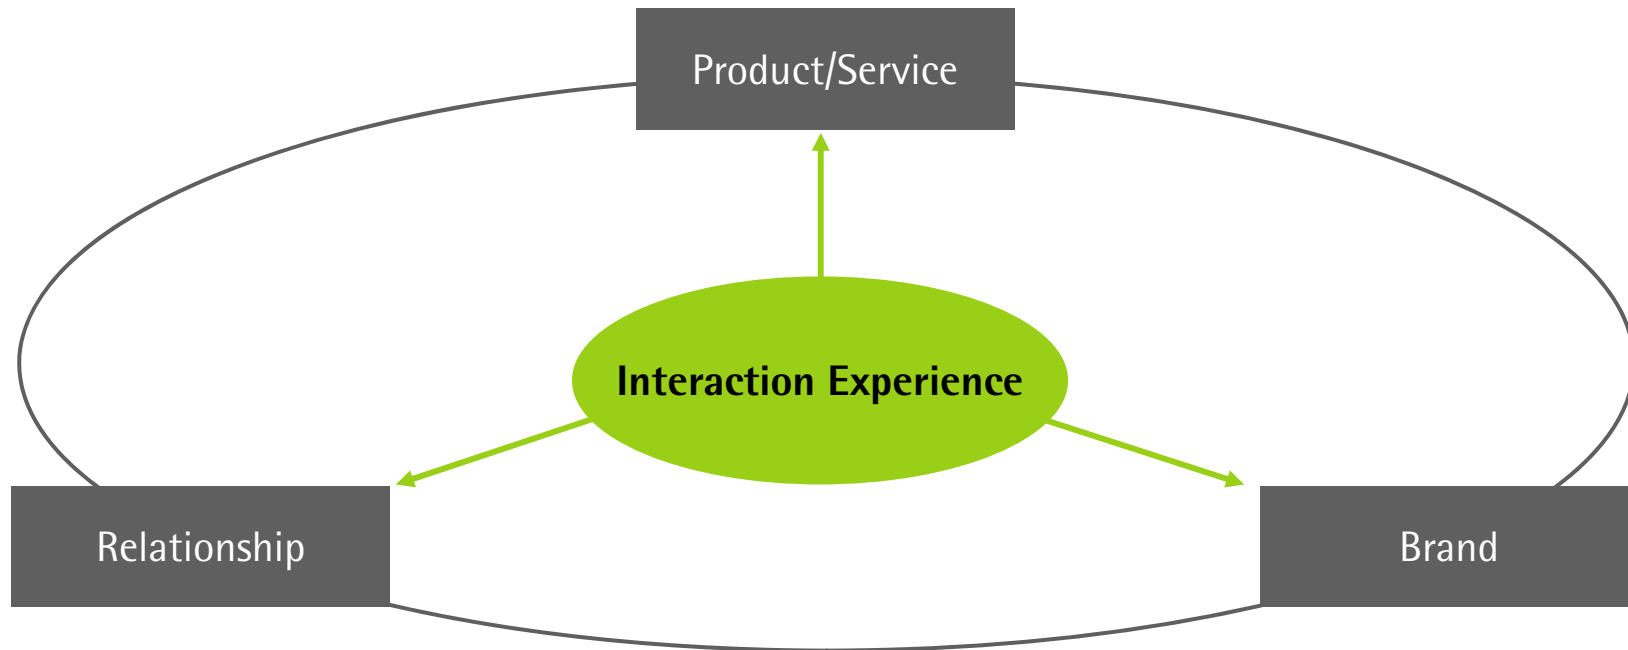 Product/Service
Interaction Experience
Relationship
Brand